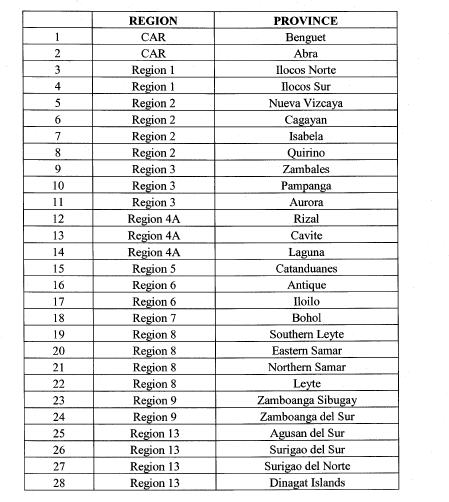 REGION PROVINCE
1 CAR Benguet
2 CAR Abra
3 Region 1 Ilocos Norte
4 Region 1 Ilocos Sur
5 Region 2 Nueva Vizcaya
6 Region 2 Cagayan
7 Region 2 Isabela
8 Region 2 Quirino
9 Region 3 Zambales
10 Region 3 Pampanga
11 Region 3 Aurora
12 Region 4A Rizal
13 Region 4A Cavite
14 Region 4A Laguna
15 Region 5 Catanduanes
16 Region 6 Antique
17 Region 6 Iloilo
18 Region 7 Bohol
19 Region 8 Southern Leyte
20 Region 8 Eastern Samar
21 Region 8 Northern Samar
22 Region 8 Leyte
23 Region 9 Zamboanga Sibugay
24 Region 9 Zamboanga del Sur
25 Region 13 Agusan del Sur
26 Region 13 Surigao del Sur
27 Region 13 Surigao del Norte
28 Region 13 Dinagat Islands